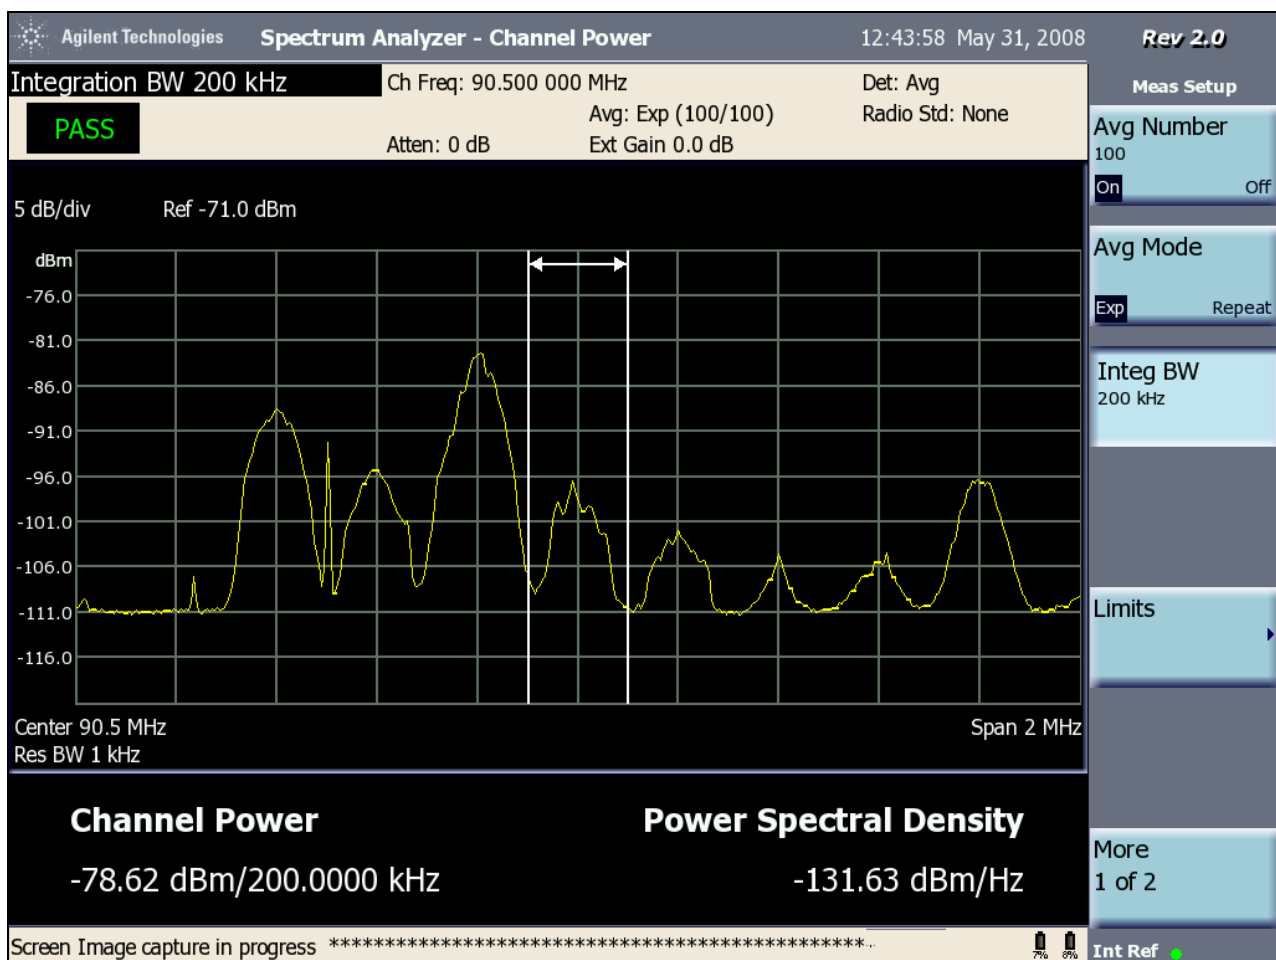 Agilent Technologies Spectrum Analyzer - Channel Power 12:43:58 May 31, 2008 Rev 2.0
Integration BW 200 kHz Ch Freq: 90.500 000 MHz Det: Avg
PASS Avg: Exp (100/100) Radio Std: None
Atten: 0 dB Ext Gain 0.0 dB
Meas Setup
Avg Number
100
On Off
Avg Mode
Exp Repeat
Integ BW
200 kHz
Limits
More
1 of 2
5 dB/div Ref -71.0 dBm
dBm
-76.0
-81.0
-86.0
-91.0
-96.0
-101.0
-106.0
-111.0
-116.0
Center 90.5 MHz Span 2 MHz
Res BW 1 kHz
Channel Power Power Spectral Density
-78.62 dBm/200.0000 kHz -131.63 dBm/Hz
Screen Image capture in progress ************************************************.. 7% 8% Int Ref